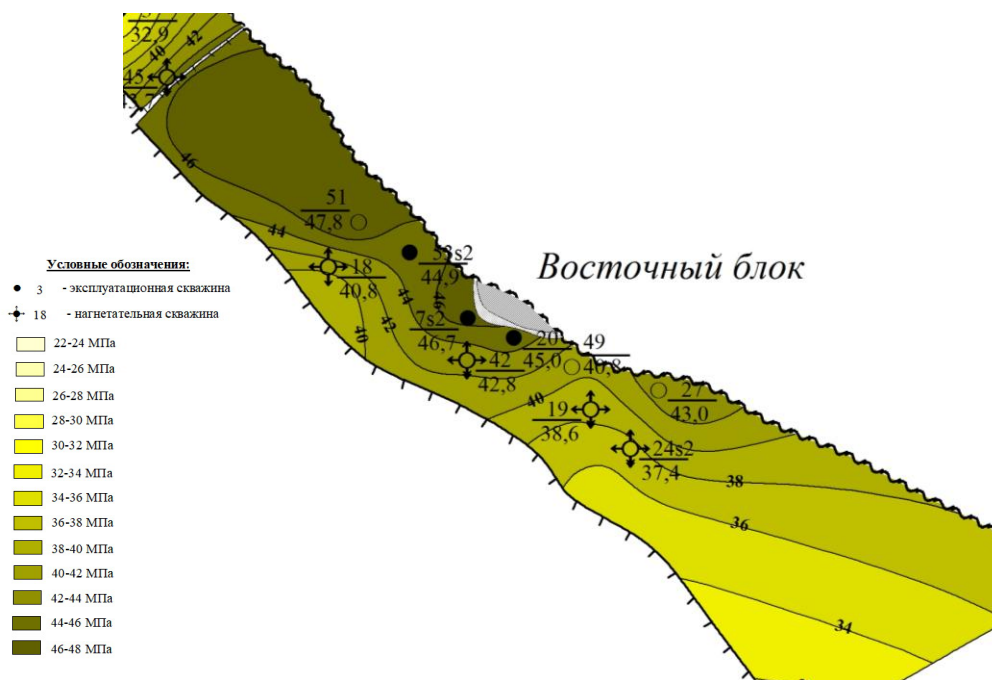 32,9
40
42
45
46
51
47,8
44
18
40,8
53s2
44,9
Восточный блок
44
46
42
40
7s2
46,7
20
45,0
49
40,8
42
42,8
27
43,0
40
19
38,6
24s2
37,4
38
36
34
Условные обозначения:
3 - эксплуатационная скважина
18 - нагнетательная скважина
22-24 МПа
24-26 МПа
26-28 МПа
28-30 МПа
30-32 МПа
32-34 МПа
34-36 МПа
36-38 МПа
38-40 МПа
40-42 МПа
42-44 МПа
44-46 МПа
46-48 МПа